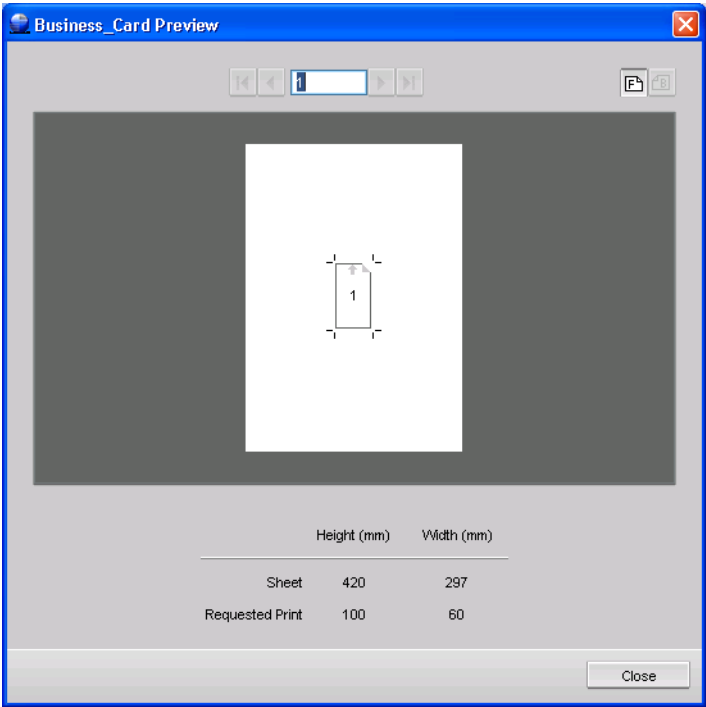 Business_Card Preview
1
F
B
1
Height (mm) Width (mm)
Sheet 420 297
Requested Print 100 60
Close